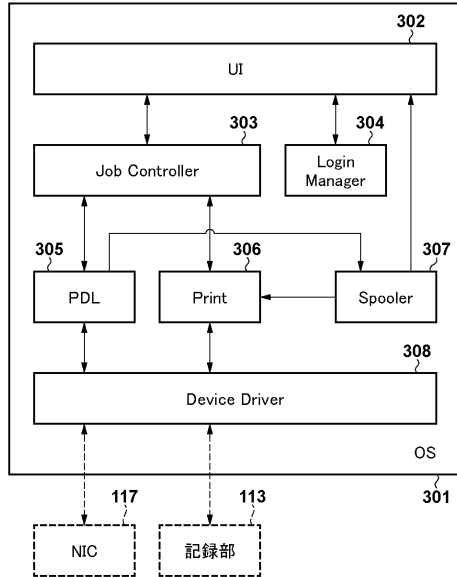 302
UI
303
304
Job Controller
Login
Manager
305
306
307
PDL
Print
Spooler
308
Device Driver
OS
301
117
113
NIC
記録部